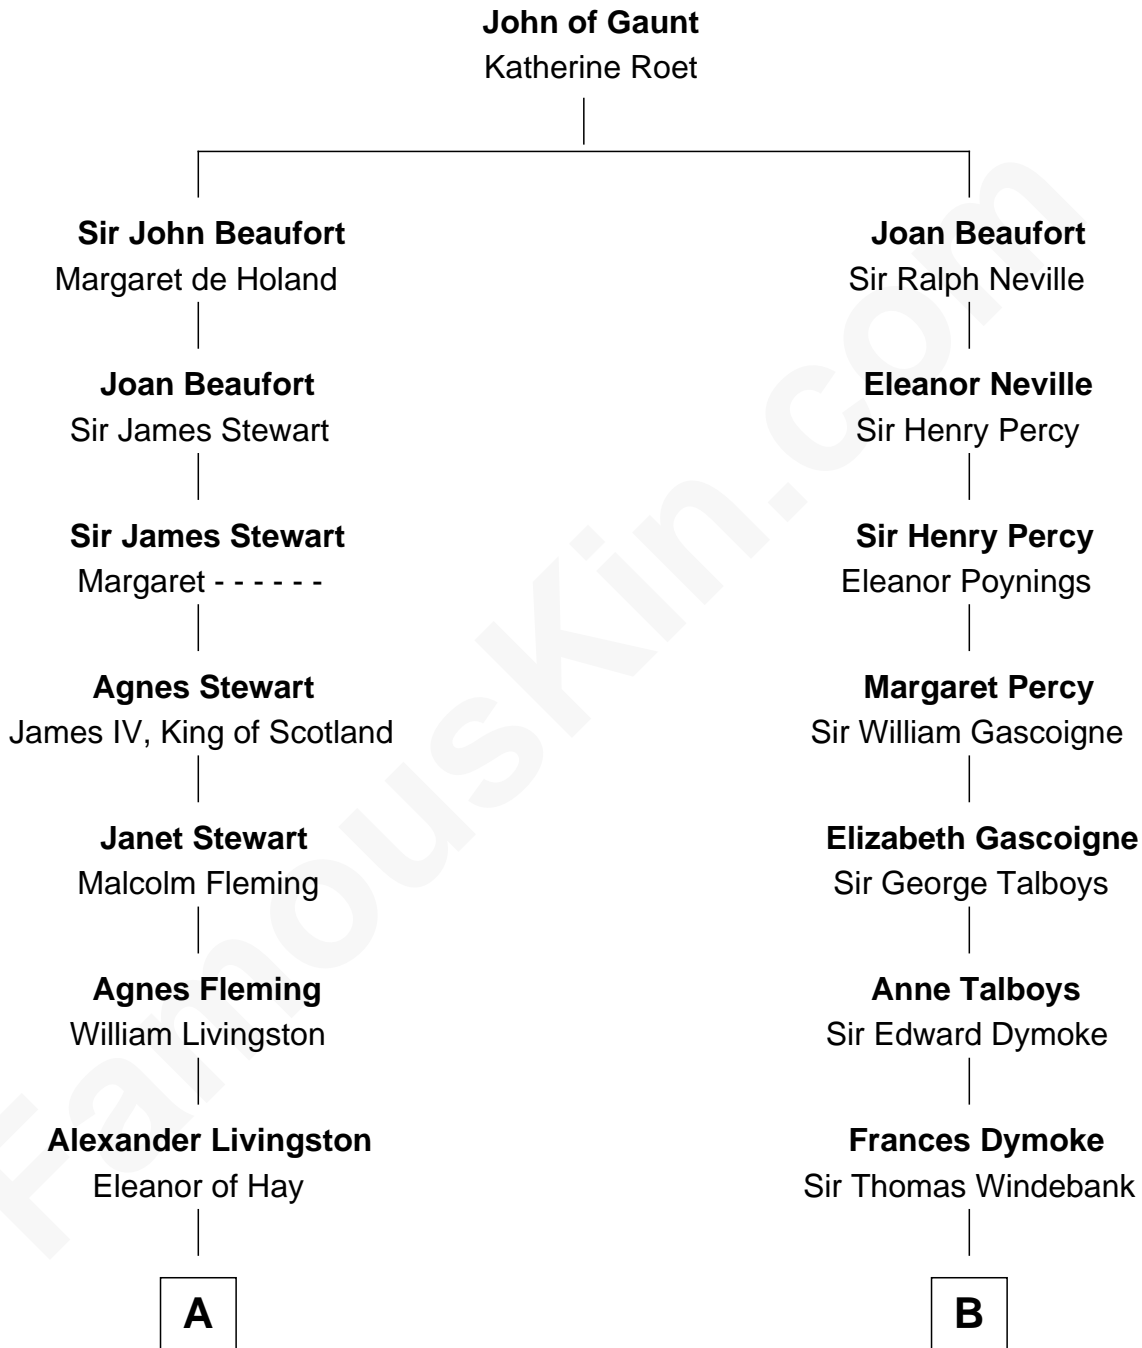 John of Gaunt
Katherine Roet
Sir John Beaufort
Margaret de Holand
Joan Beaufort
Sir James Stewart
Sir James Stewart
Margaret - - - - - -
Agnes Stewart
James IV, King of Scotland
Janet Stewart
Malcolm Fleming
Agnes Fleming
William Livingston
Alexander Livingston
Eleanor of Hay
A
Joan Beaufort
Sir Ralph Neville
Eleanor Neville
Sir Henry Percy
Sir Henry Percy
Eleanor Poynings
Margaret Percy
Sir William Gascoigne
Elizabeth Gascoigne
Sir George Talboys
Anne Talboys
Sir Edward Dymoke
Frances Dymoke
Sir Thomas Windebank
B
FamousKin.com